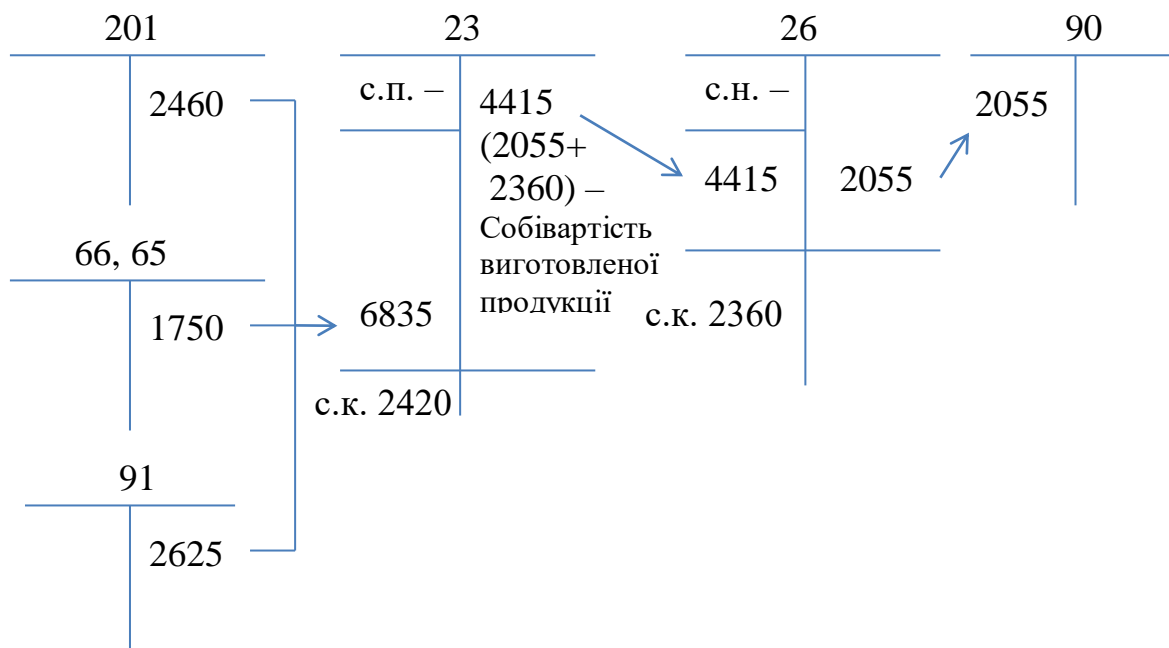 201
2460
66, 65
1750
91
2625
23
с.п. –
4415
(2055+
2360) –
Собівартість
виготовленої
продукції
6835
с.к. 2420
26
с.н. –
4415
2055
с.к. 2360
90
2055